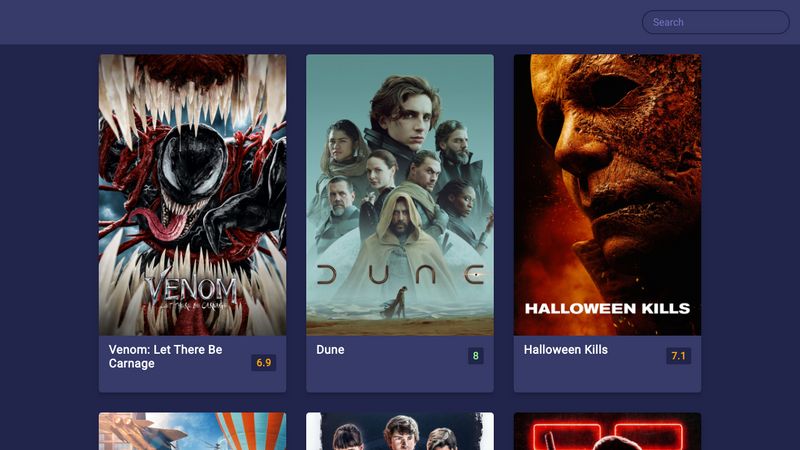 Search
VENOM
LET THERE BE CARNAGE
DUNE
HALLOWEEN KILLS
Venom: Let There Be
Carnage
6.9
Dune
8
Halloween Kills
7.1